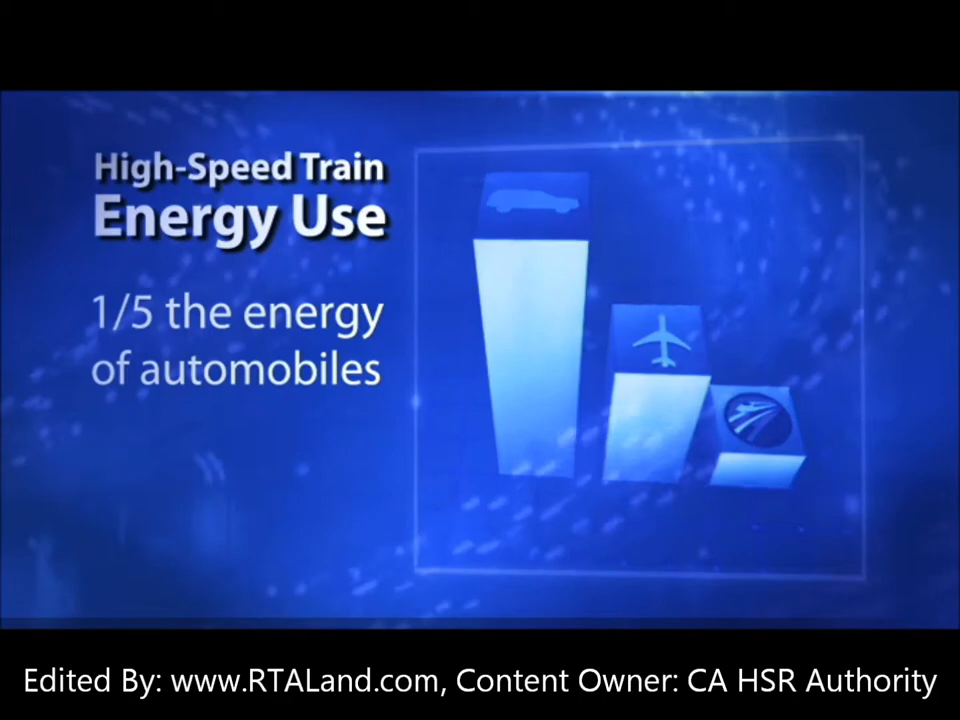 High-Speed Train
Energy Use
1/5 the energy
of automobiles
Edited By: www.RTALand.com, Content Owner: CA HSR Authority